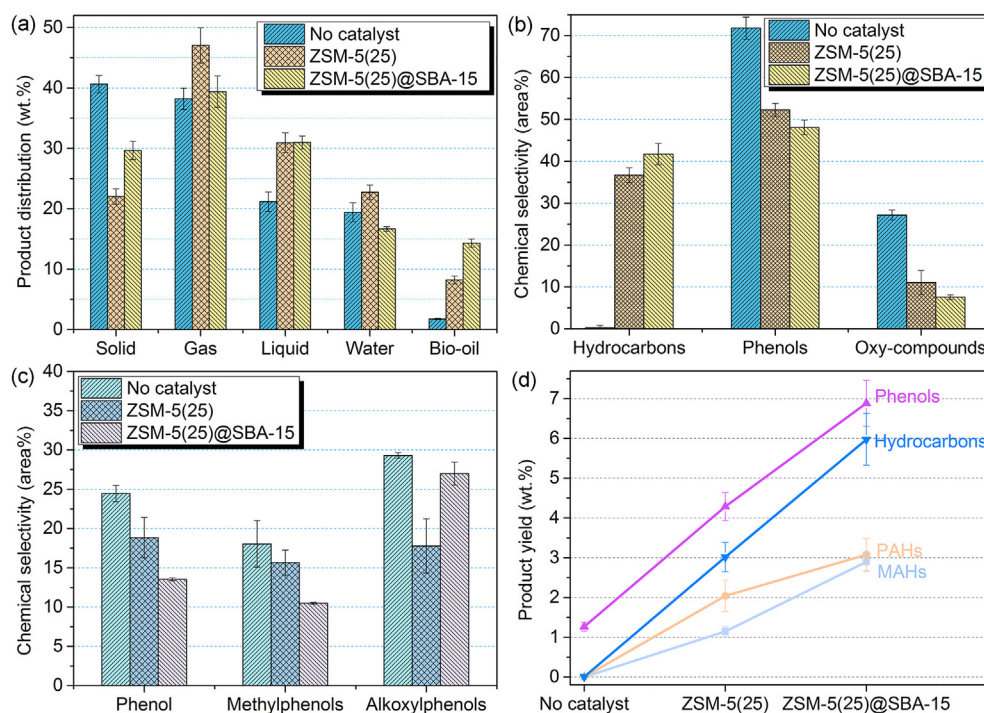 (a)
No catalyst
ZSM-5(25)
ZSM-5(25)@SBA-15
Product distribution (wt.%)
50
40
30
20
10
0
Solid Gas Liquid Water Bio-oil
(b)
No catalyst
ZSM-5(25)
ZSM-5(25)@SBA-15
Chemical selectivity (area%)
70
60
50
40
30
20
10
0
Hydrocarbons Phenols Oxy-compounds
(c)
No catalyst
ZSM-5(25)
ZSM-5(25)@SBA-15
Chemical selectivity (area%)
40
35
30
25
20
15
10
5
0
Phenol Methylphenols Alkoxylphenols
(d)
Phenols
Hydrocarbons
PAHs
MAHs
Product yield (wt.%)
7
6
5
4
3
2
1
0
No catalyst ZSM-5(25) ZSM-5(25)@SBA-15